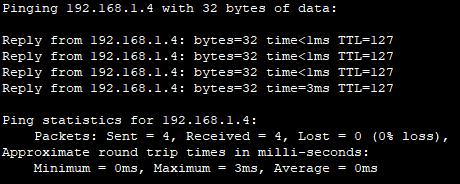 Pinging 192.168.1.4 with 32 bytes of data:
Reply from 192.168.1.4: bytes=32 time<1ms TTL=127
Reply from 192.168.1.4: bytes=32 time<1ms TTL=127
Reply from 192.168.1.4: bytes=32 time<1ms TTL=127
Reply from 192.168.1.4: bytes=32 time=3ms TTL=127
Ping statistics for 192.168.1.4:
Packets: Sent = 4, Received = 4, Lost = 0 (0% loss),
Approximate round trip times in milli-seconds:
Minimum = 0ms, Maximum = 3ms, Average = 0ms